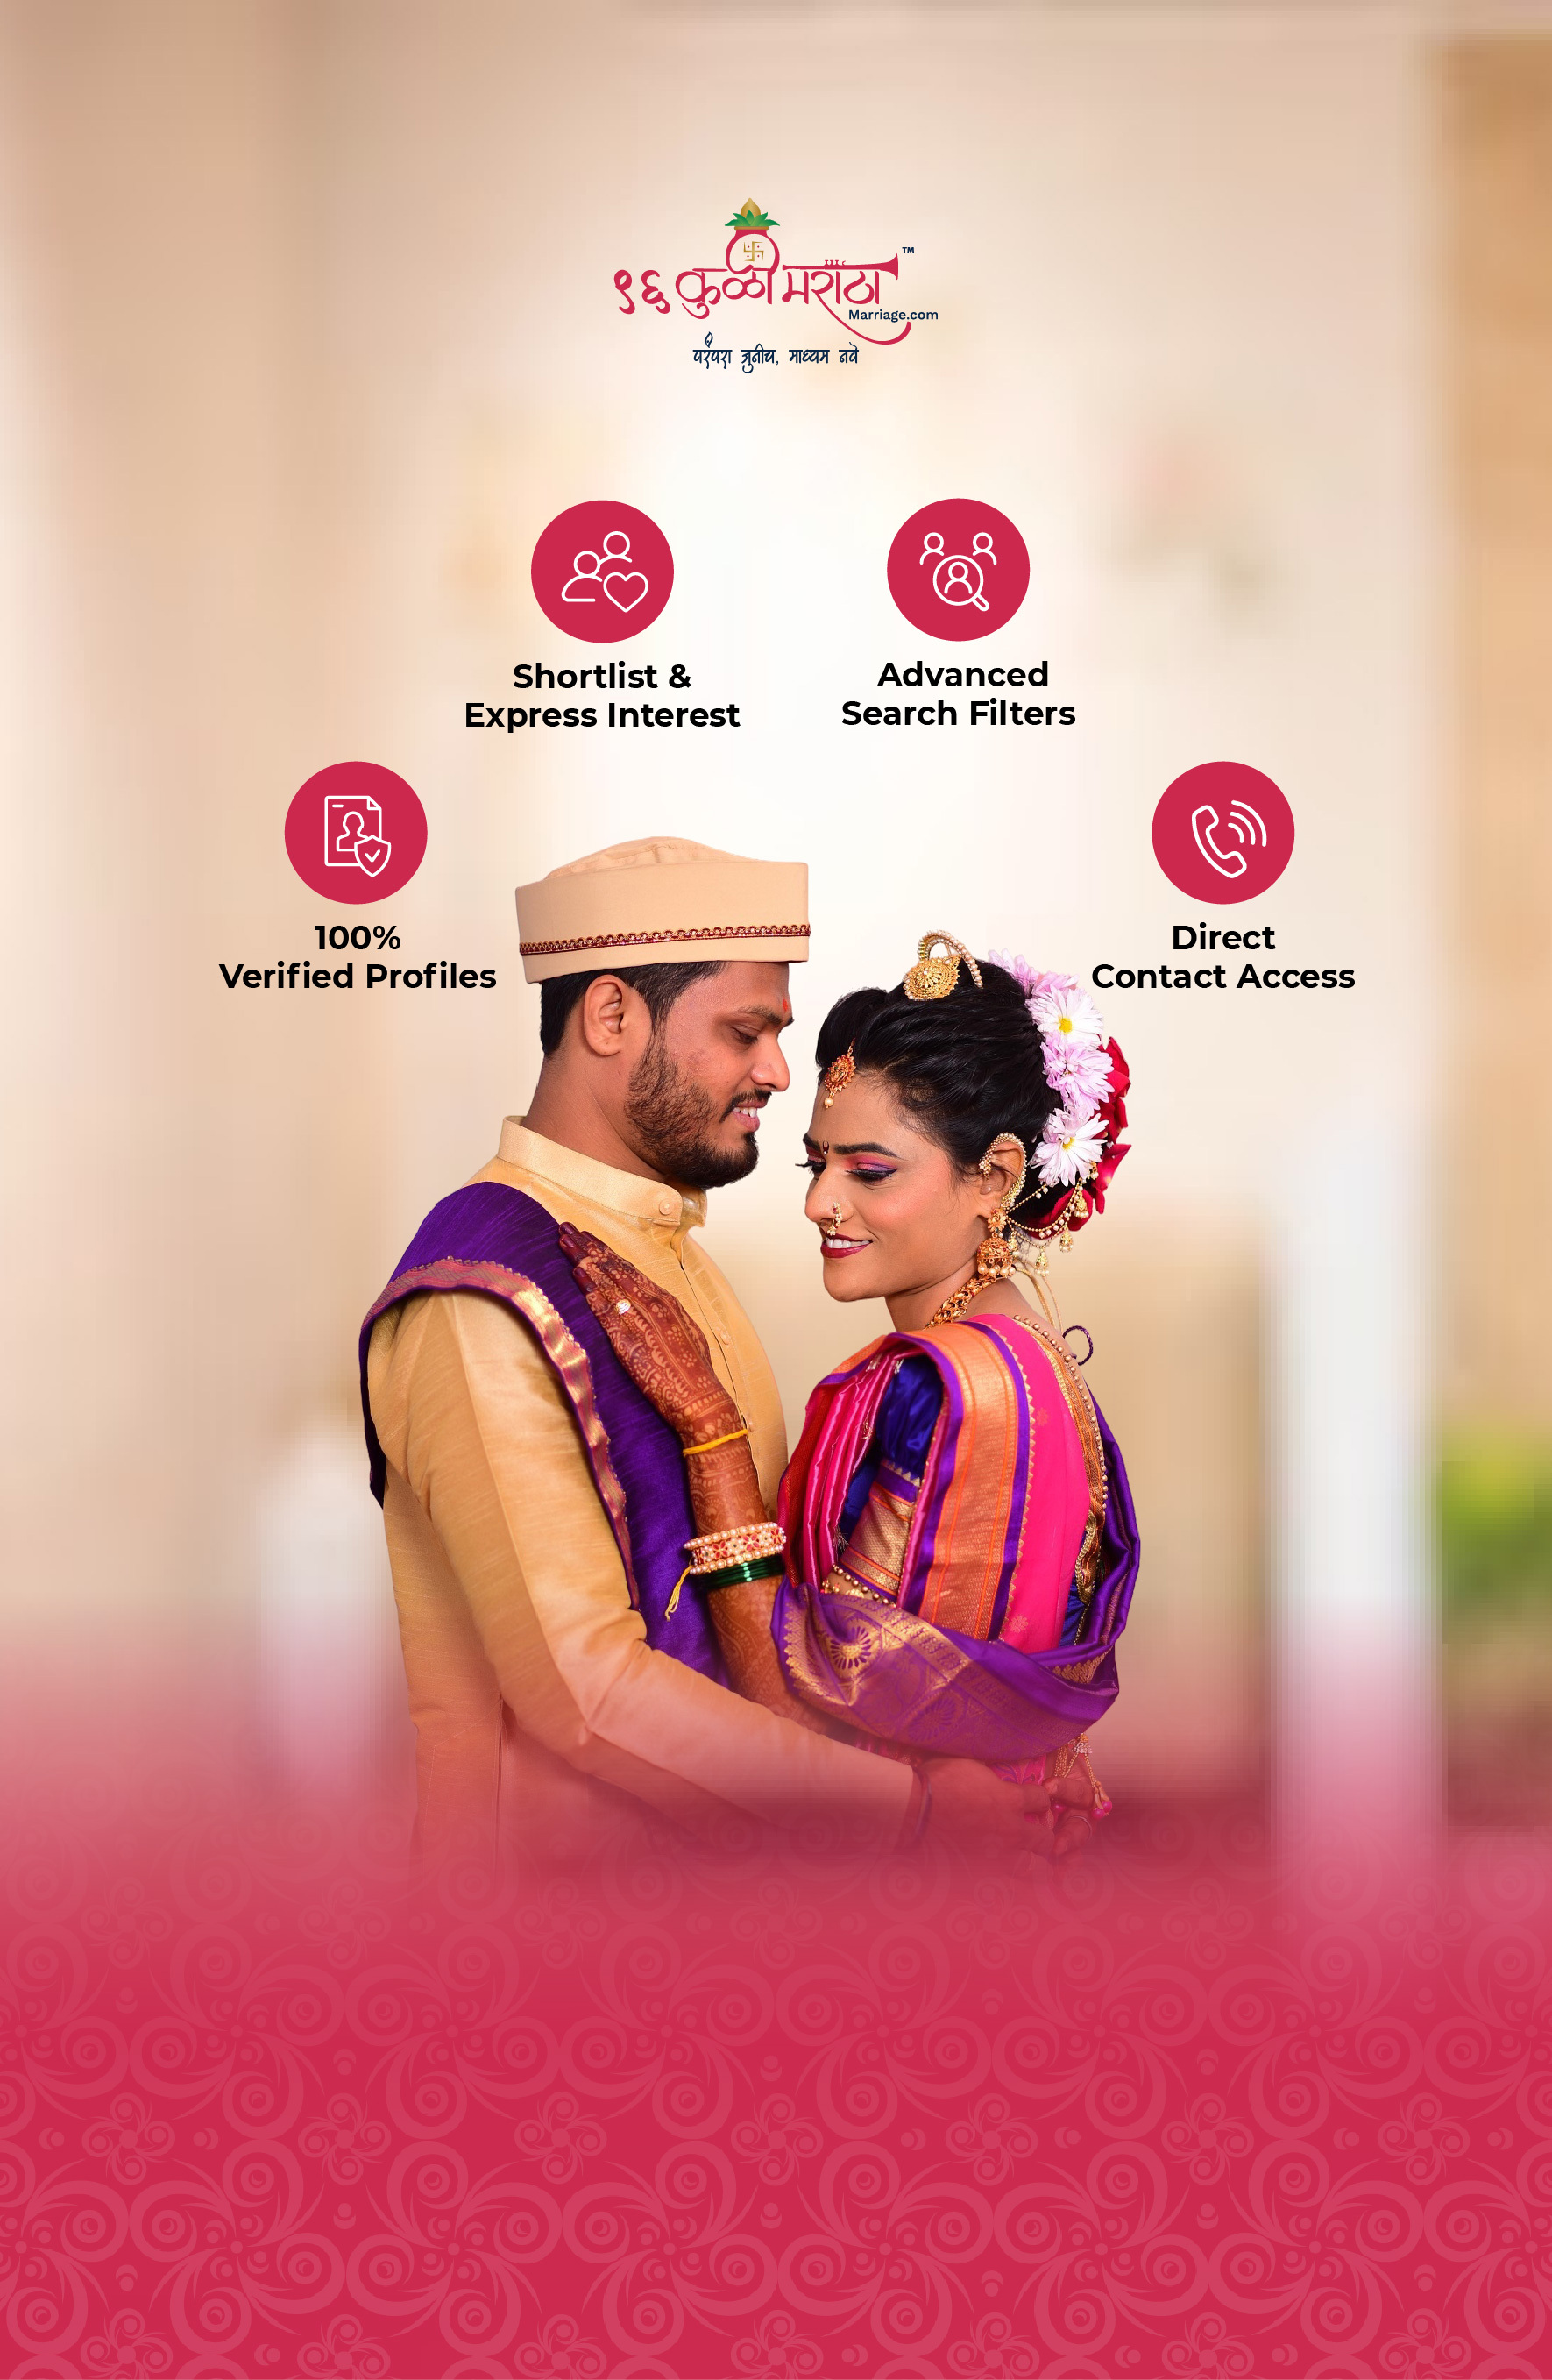 ९६ कुळी मराठा
™
Marriage.com
परंपरा जुनीच, माध्यम नवे
Shortlist &
Express Interest
Advanced
Search Filters
100%
Verified Profiles
Direct
Contact Access